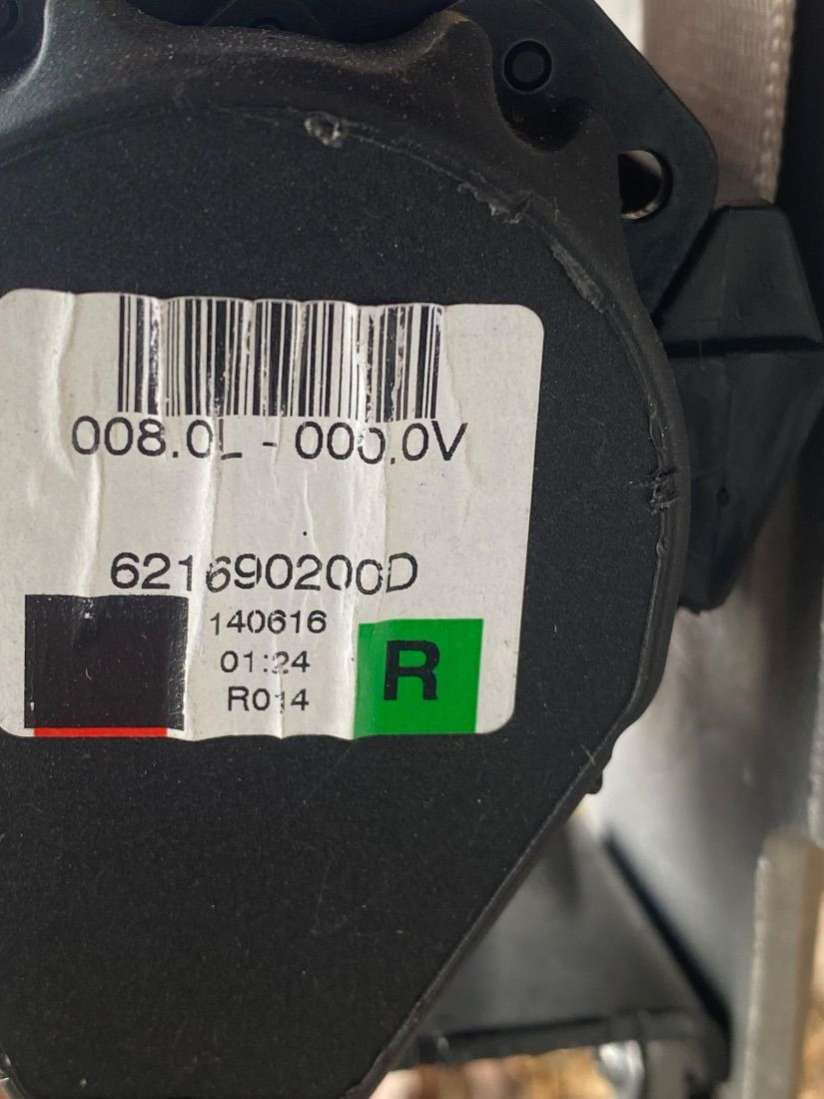 008.0L - 000.0V
621690200D
140616
01:24
R014
R